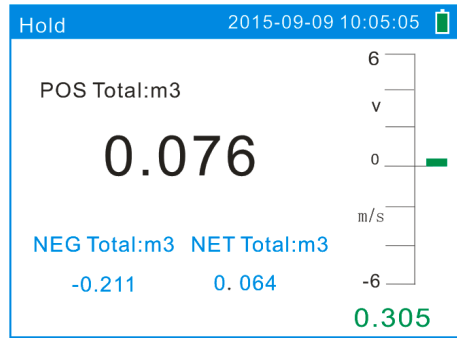 Hold 2015-09-09 10:05:05
6
POS Total:m3
v
0.076
0
m/s
NEG Total:m3 NET Total:m3
-0.211 0.064
-6
0.305